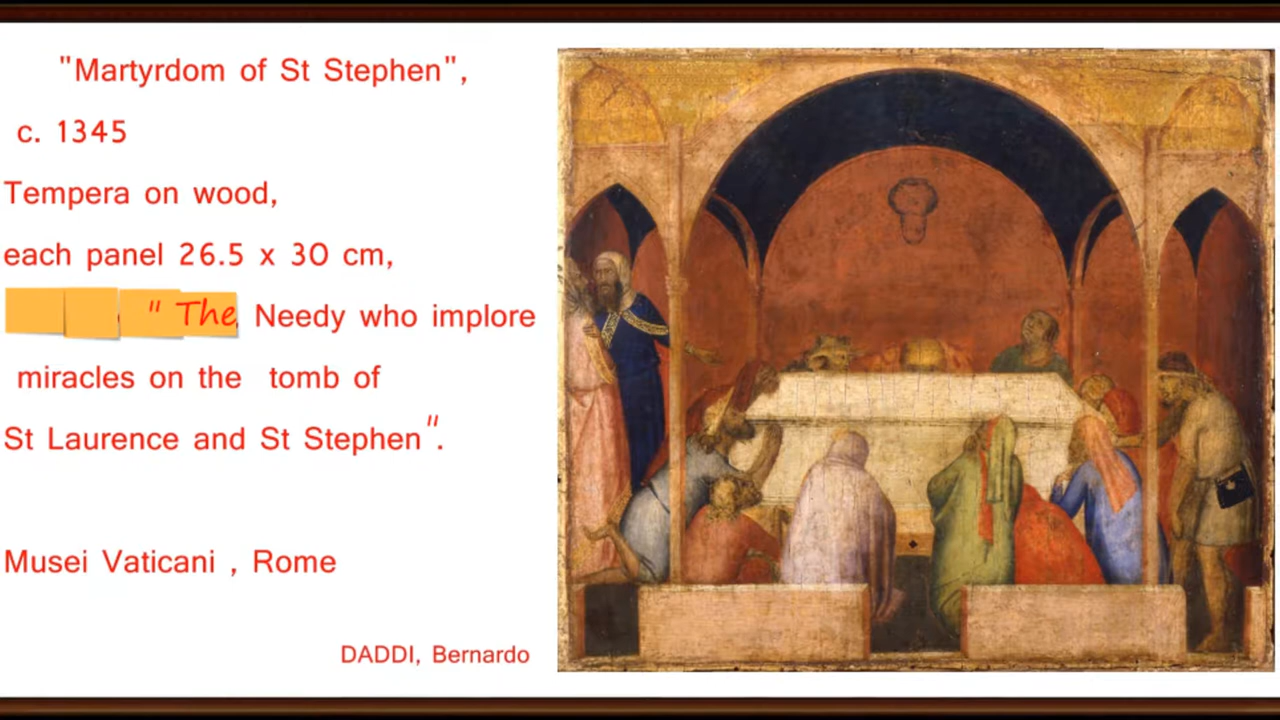 "Martyrdom of St Stephen",
c. 1345
Tempera on wood,
each panel 26.5 x 30 cm,
" The Needy who implore
miracles on the tomb of
St Laurence and St Stephen".
Musei Vaticani , Rome
DADDI, Bernardo